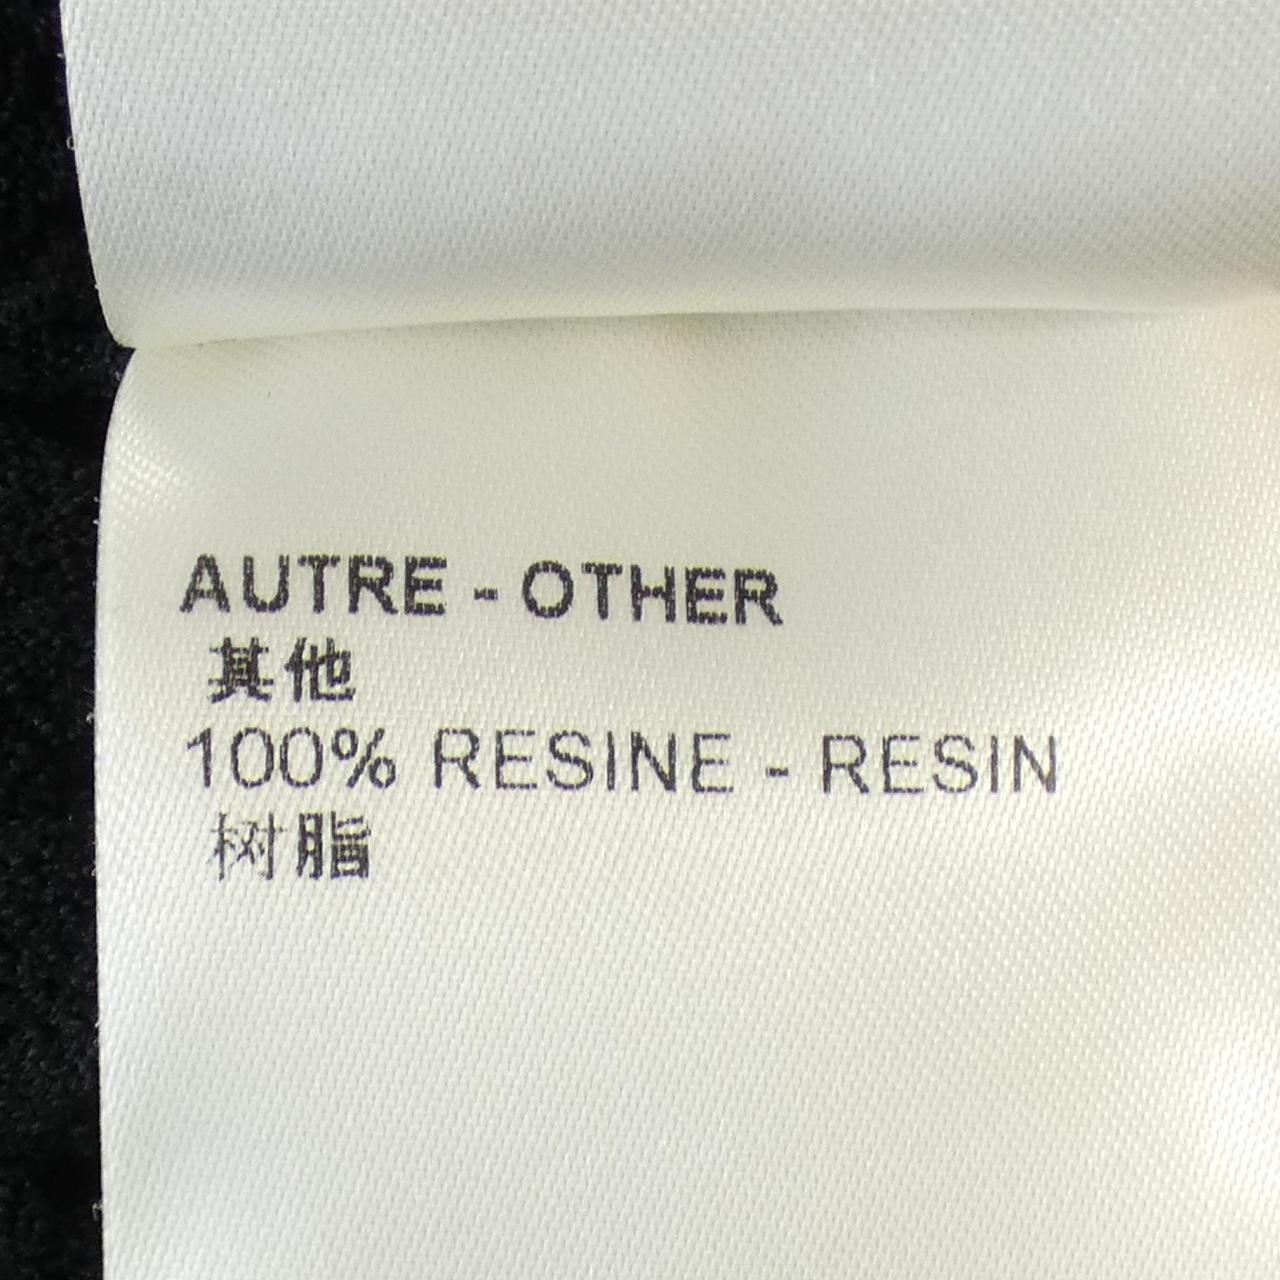 AUTRE - OTHER
其他
100% RESINE - RESIN
树脂